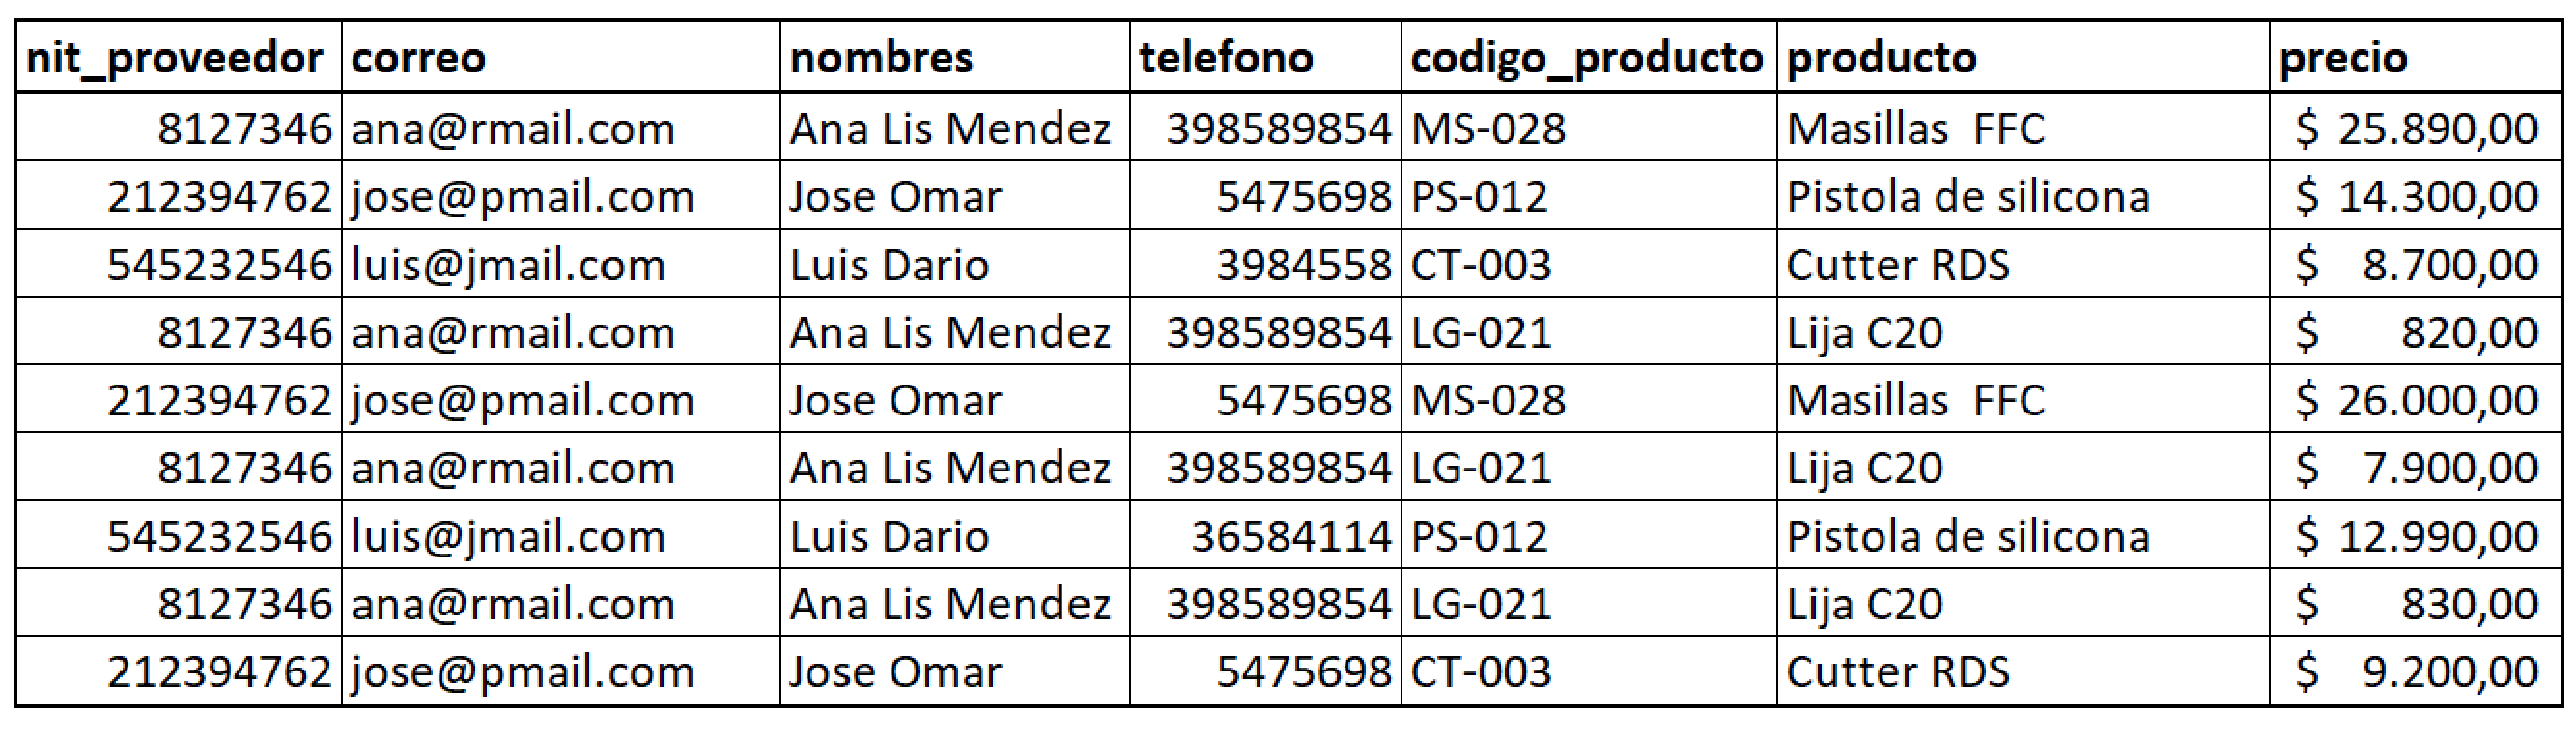 nit_proveedor correo nombres telefono codigo_producto producto precio
8127346 ana@rmail.com Ana Lis Mendez 398589854 MS-028 Masillas  FFC $ 25.890,00
212394762 jose@pmail.com Jose Omar 5475698 PS-012 Pistola de silicona $ 14.300,00
545232546 luis@jmail.com Luis Dario 3984558 CT-003 Cutter RDS $ 8.700,00
8127346 ana@rmail.com Ana Lis Mendez 398589854 LG-021 Lija C20 $ 820,00
212394762 jose@pmail.com Jose Omar 5475698 MS-028 Masillas  FFC $ 26.000,00
8127346 ana@rmail.com Ana Lis Mendez 398589854 LG-021 Lija C20 $ 7.900,00
545232546 luis@jmail.com Luis Dario 36584114 PS-012 Pistola de silicona $ 12.990,00
8127346 ana@rmail.com Ana Lis Mendez 398589854 LG-021 Lija C20 $ 830,00
212394762 jose@pmail.com Jose Omar 5475698 CT-003 Cutter RDS $ 9.200,00